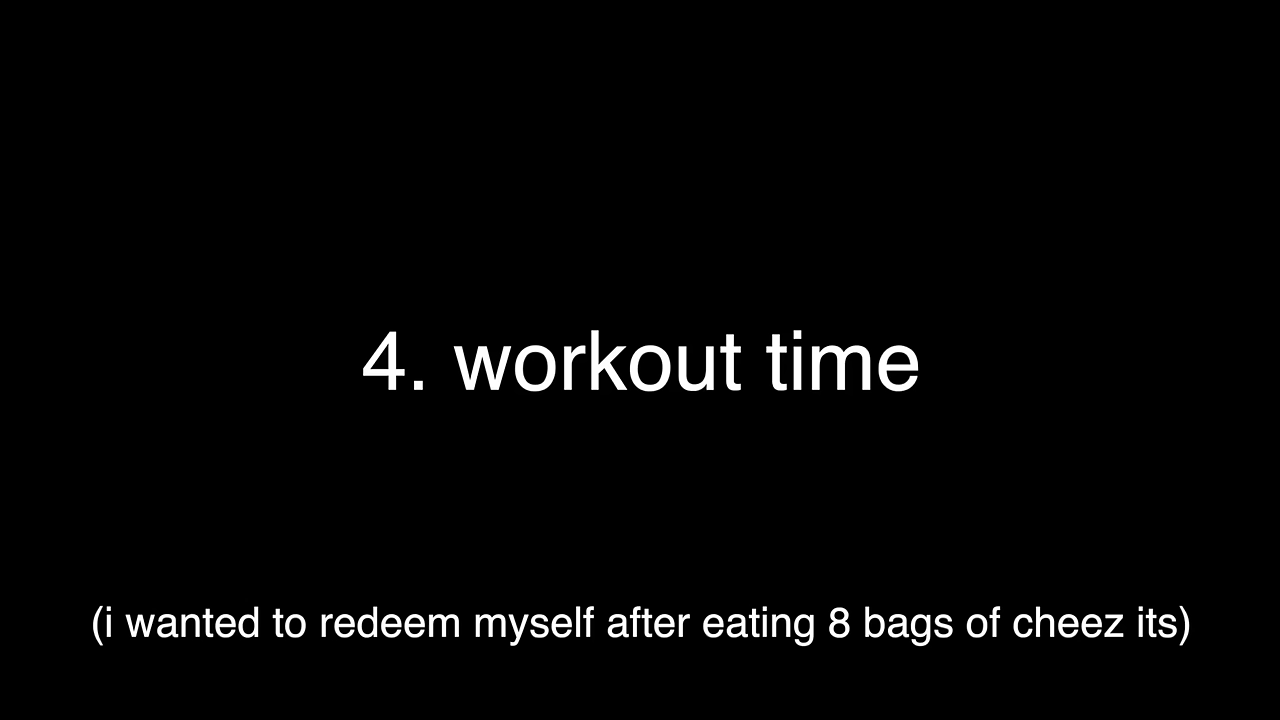 4. workout time
(i wanted to redeem myself after eating 8 bags of cheez its)